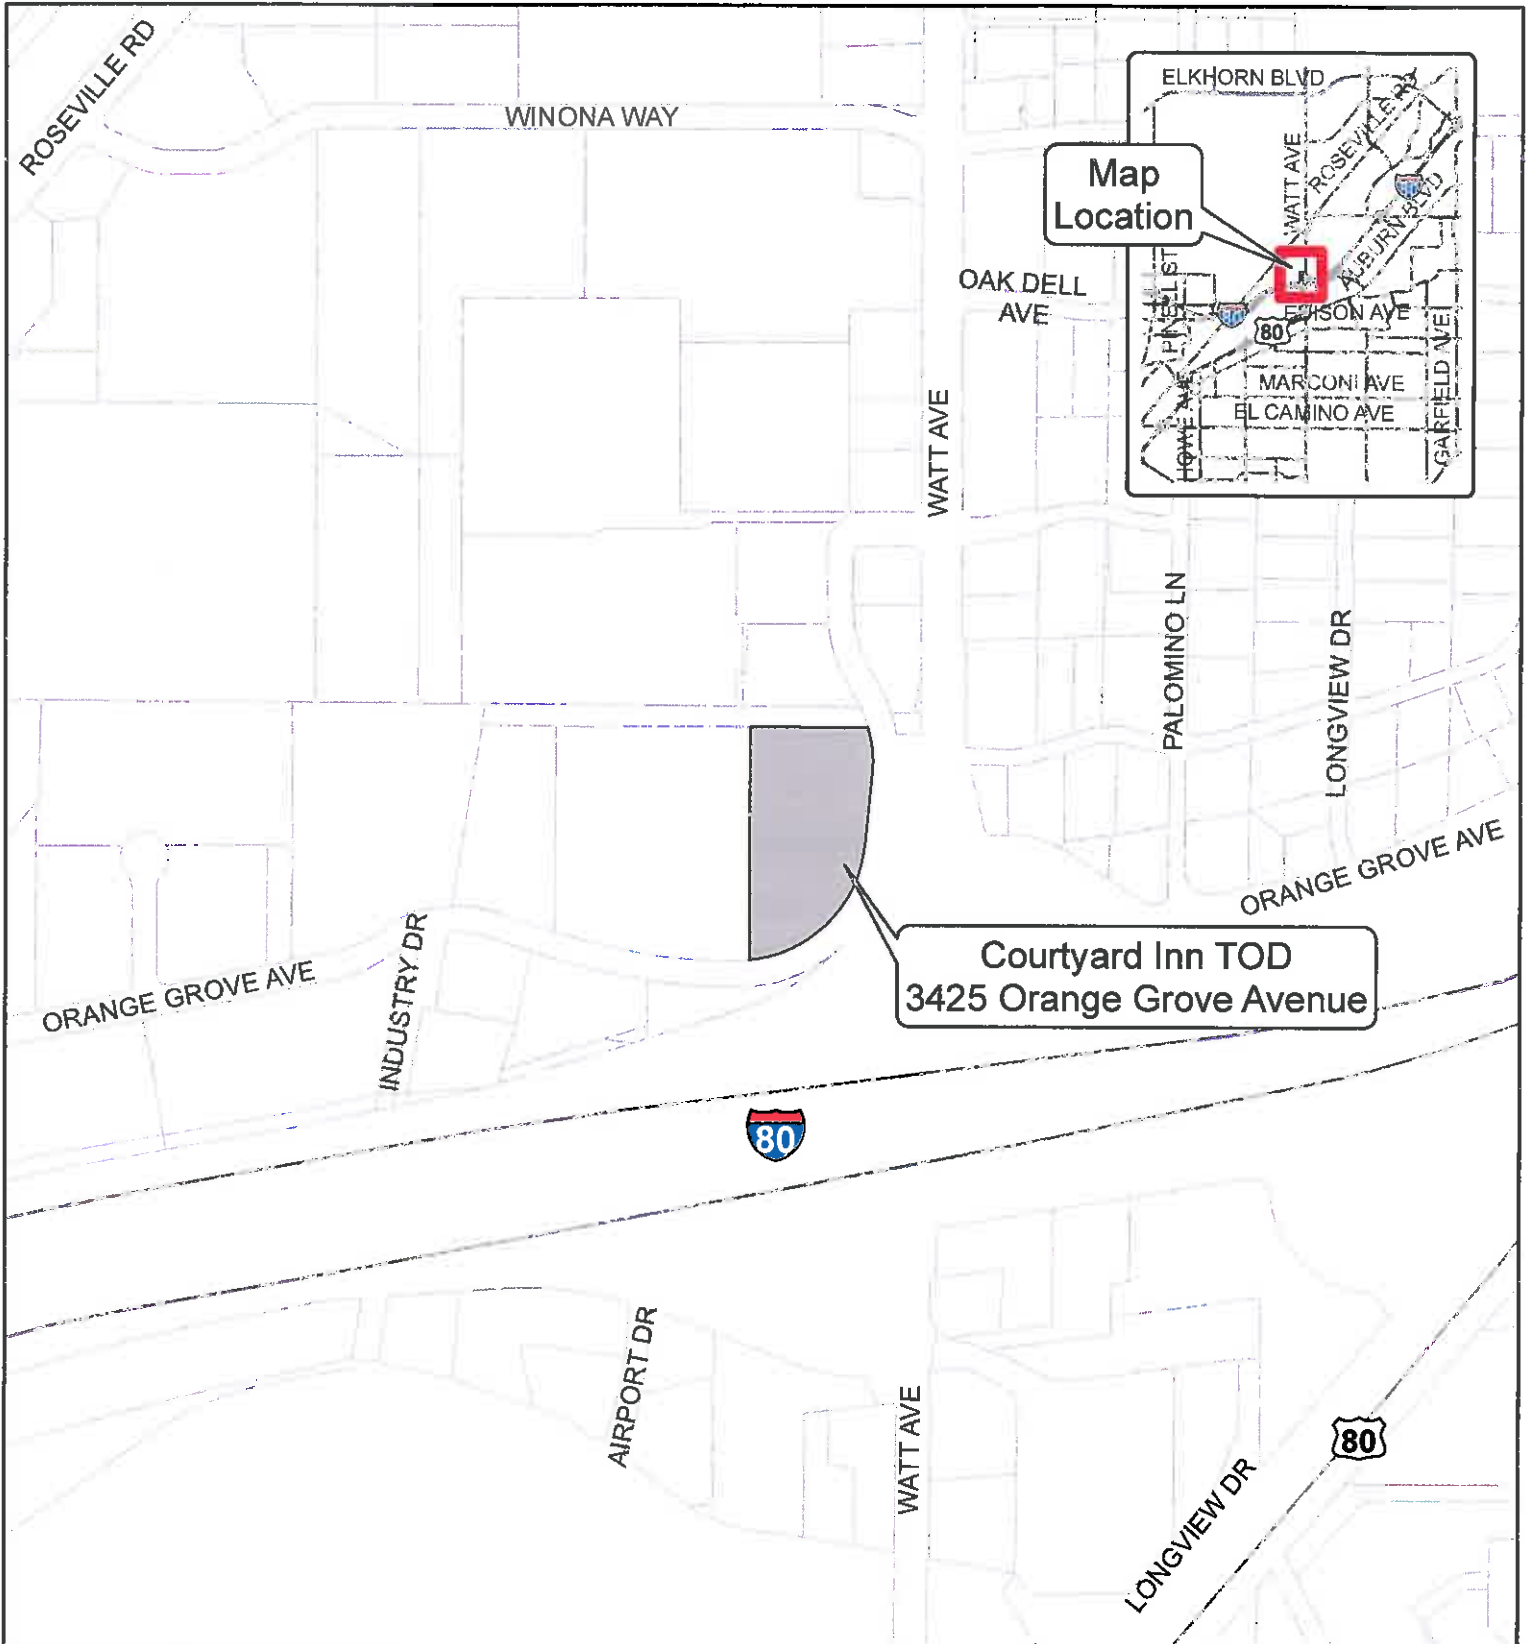 ROSEVILLE RD
WINONA WAY
ELKHORN BLVD
ROSEVILLE RD
WATT AVE
Map
Location
AUBURN BLVD
OAK DELL
AVE
PINELL ST
EDISON AVE
80
MARCONI AVE
EL CAMINO AVE
HOWE AVE
GARFIELD AVE
WATT AVE
PALOMINO LN
LONGVIEW DR
ORANGE GROVE AVE
Courtyard Inn TOD
3425 Orange Grove Avenue
ORANGE GROVE AVE
INDUSTRY DR
80
AIRPORT DR
WATT AVE
80
LONGVIEW DR